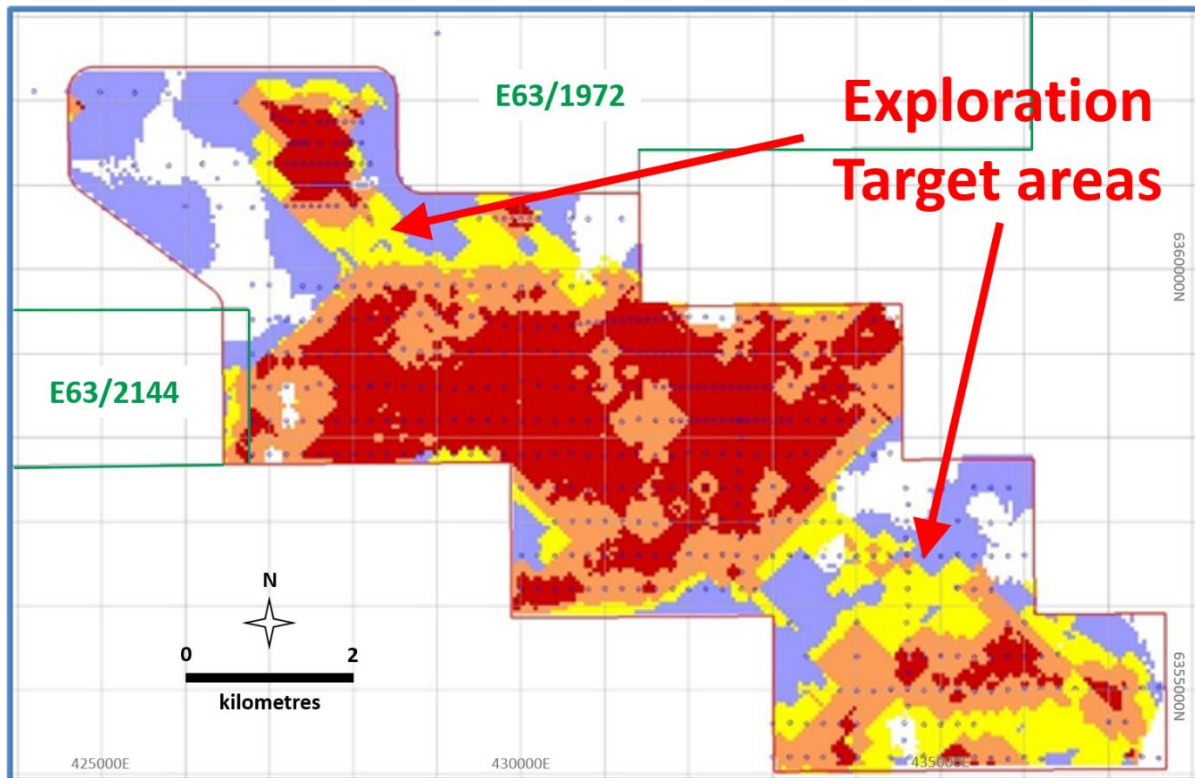 E63/1972
Exploration
Target areas
6360000N
E63/2144
N
0 2
kilometres
6355000N
425000E
430000E
435000E